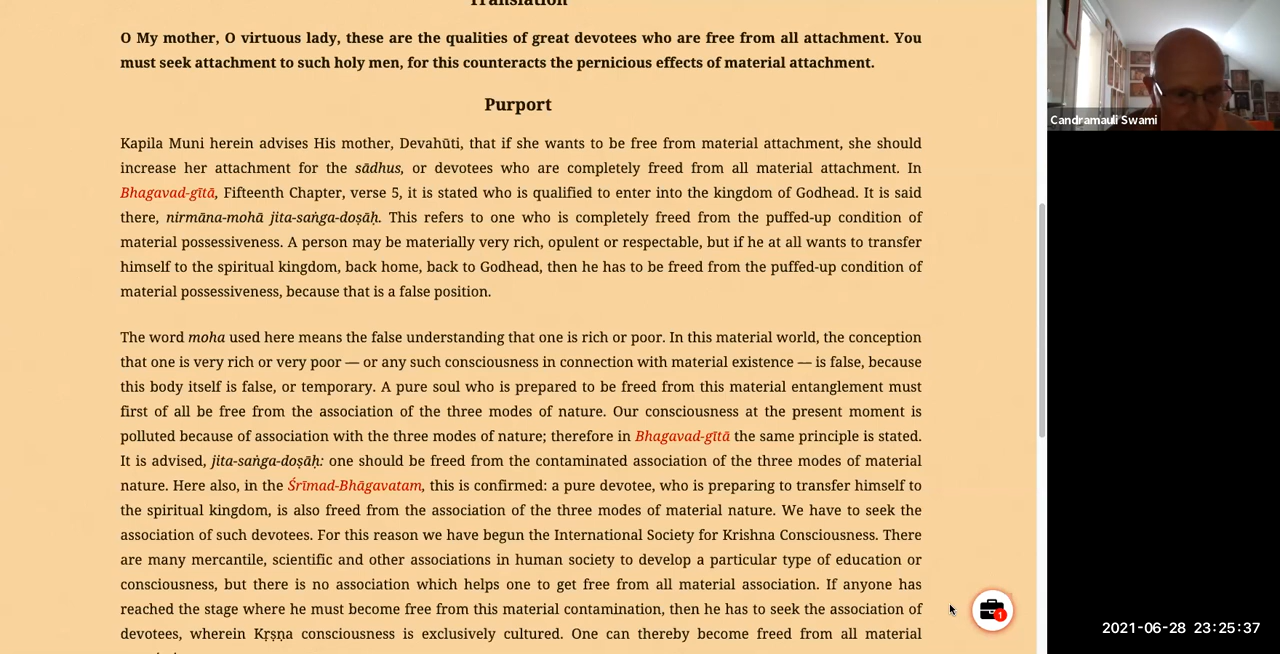 Translation
O My mother, O virtuous lady, these are the qualities of great devotees who are free from all attachment. You
must seek attachment to such holy men, for this counteracts the pernicious effects of material attachment.
Purport
Kapila Muni herein advises His mother, Devahūti, that if she wants to be free from material attachment, she should
increase her attachment for the sādhus, or devotees who are completely freed from all material attachment. In
Bhagavad-gītā, Fifteenth Chapter, verse 5, it is stated who is qualified to enter into the kingdom of Godhead. It is said
there, nirmāna-mohā jita-saṅga-doṣāḥ. This refers to one who is completely freed from the puffed-up condition of
material possessiveness. A person may be materially very rich, opulent or respectable, but if he at all wants to transfer
himself to the spiritual kingdom, back home, back to Godhead, then he has to be freed from the puffed-up condition of
material possessiveness, because that is a false position.
The word moha used here means the false understanding that one is rich or poor. In this material world, the conception
that one is very rich or very poor — or any such consciousness in connection with material existence — is false, because
this body itself is false, or temporary. A pure soul who is prepared to be freed from this material entanglement must
first of all be free from the association of the three modes of nature. Our consciousness at the present moment is
polluted because of association with the three modes of nature; therefore in Bhagavad-gītā the same principle is stated.
It is advised, jita-saṅga-doṣāḥ: one should be freed from the contaminated association of the three modes of material
nature. Here also, in the Śrīmad-Bhāgavatam, this is confirmed: a pure devotee, who is preparing to transfer himself to
the spiritual kingdom, is also freed from the association of the three modes of material nature. We have to seek the
association of such devotees. For this reason we have begun the International Society for Krishna Consciousness. There
are many mercantile, scientific and other associations in human society to develop a particular type of education or
consciousness, but there is no association which helps one to get free from all material association. If anyone has
reached the stage where he must become free from this material contamination, then he has to seek the association of
devotees, wherein Kṛṣṇa consciousness is exclusively cultured. One can thereby become freed from all material
Candramauli Swami
1
2021-06-28 23:25:37